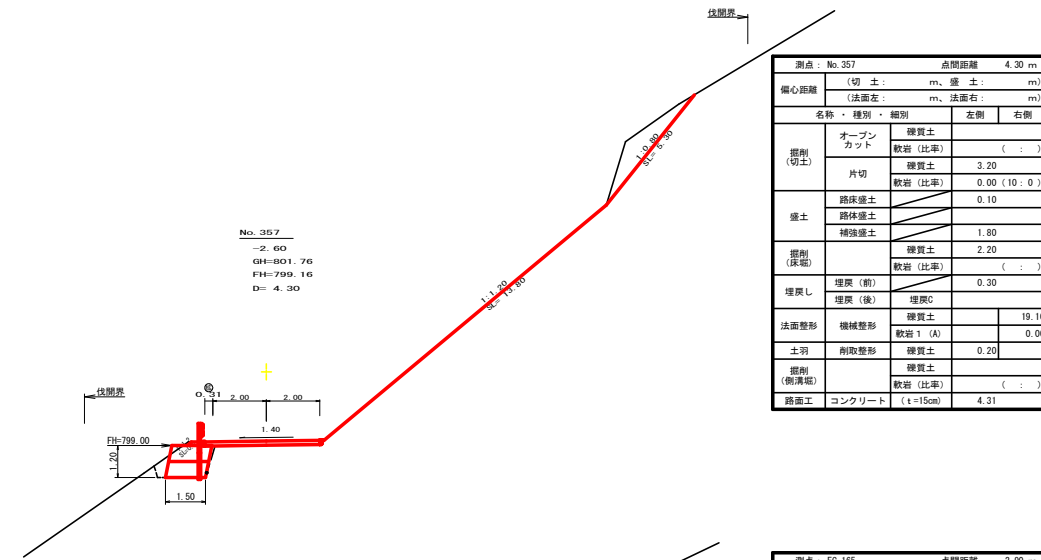 伐開界
1:0.80
SL= 5.30
No. 357
-2. 60
GH=801. 76
FH=799. 16
D= 4. 30
1:1.20
SL= 13.80
伐開界
0.31
2.00
2.00
1.40
FH=799.00
1.20
1.50
測点： No.357 点間距離 4.30 m
偏心距離 (切 土： m、 盛 土： m)
(法面左： m、 法面右： m)
名称 ・ 種別 ・ 細別 左側 右側
掘削（切土） オープンカット 礫質土
軟岩（比率） ( : )
片切 礫質土 3.20
軟岩（比率） 0.00 (10 : 0 )
盛土 路床盛土 0.10
路体盛土
補強盛土 1.80
掘削（床堀） 礫質土 2.20
軟岩（比率） ( : )
埋戻し 埋戻（前） 0.30
埋戻（後） 埋戻C
法面整形 機械整形 礫質土 19.10
軟岩１（A) 0.00
土羽 削取整形 礫質土 0.20
掘削（側溝堀） 礫質土
軟岩（比率） ( : )
路面工 コンクリート (t=15cm) 4.31